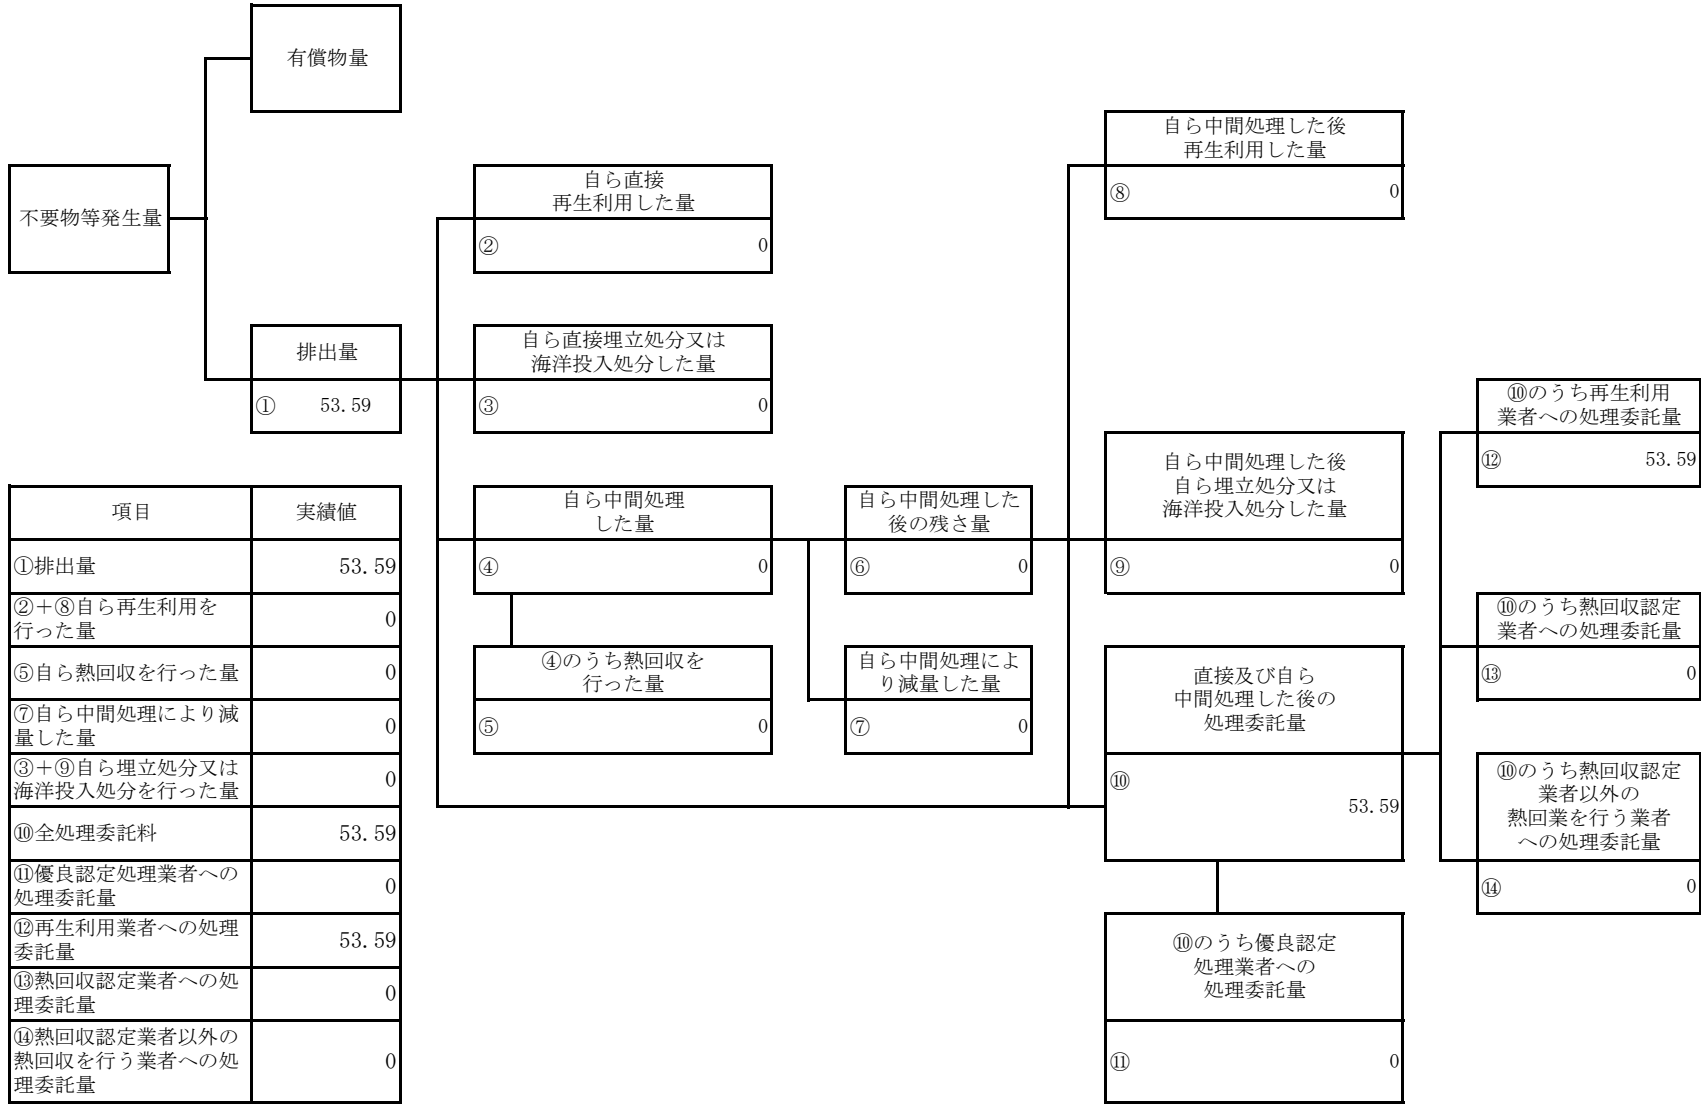 有償物量
不要物等発生量
排出量
① 53.59
自ら直接
再生利用した量
② 0
自ら直接埋立処分又は
海洋投入処分した量
③ 0
自ら中間処理
した量
④ 0
④のうち熱回収を
行った量
⑤ 0
自ら中間処理した
後の残さ量
⑥ 0
自ら中間処理によ
り減量した量
⑦ 0
自ら中間処理した後
再生利用した量
⑧ 0
自ら中間処理した後
自ら埋立処分又は
海洋投入処分した量
⑨ 0
直接及び自ら
中間処理した後の
処理委託量
⑩
53.59
⑩のうち優良認定
処理業者への
処理委託量
⑪ 0
⑩のうち再生利用
業者への処理委託量
⑫ 53.59
⑩のうち熱回収認定
業者への処理委託量
⑬ 0
⑩のうち熱回収認定
業者以外の
熱回業を行う業者
への処理委託量
⑭ 0
項目 実績値
①排出量 53.59
②+⑧自ら再生利用を
行った量 0
⑤自ら熱回収を行った量 0
⑦自ら中間処理により減
量した量 0
③+⑨自ら埋立処分又は
海洋投入処分を行った量 0
⑩全処理委託料 53.59
⑪優良認定処理業者への
処理委託量 0
⑫再生利用業者への処理
委託量 53.59
⑬熱回収認定業者への処
理委託量 0
⑭熱回収認定業者以外の
熱回収を行う業者への処
理委託量 0